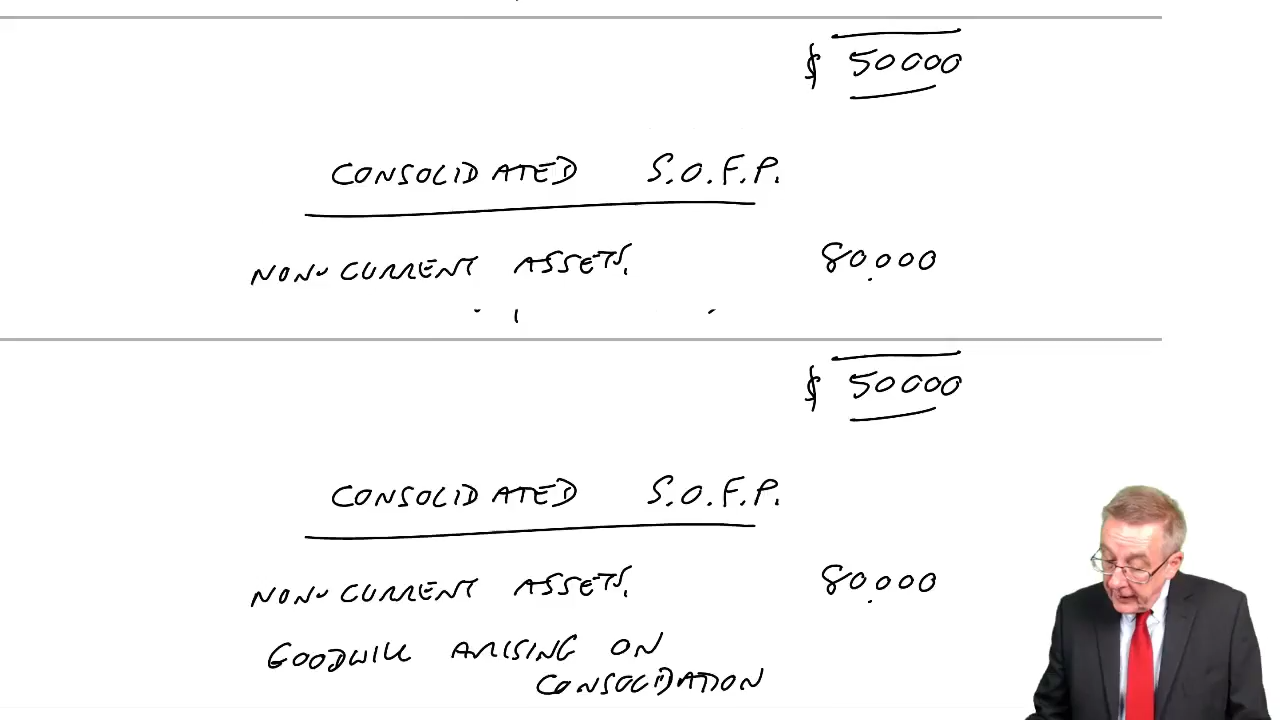 $ 50000
CONSOLIDATED S.O.F.P.
NON-CURRENT ASSETS. 80.000
$ 50000
CONSOLIDATED S.O.F.P.
NON-CURRENT ASSETS. 80.000
GOODWILL ARISING ON
CONSOLIDATION